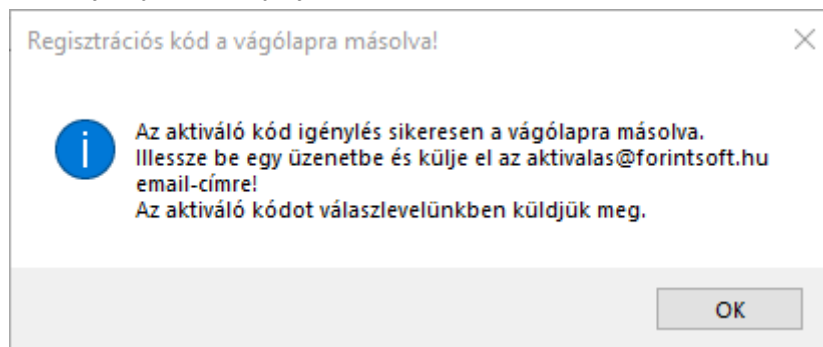 Regisztrációs kód a vágólapra másolva!
Az aktiváló kód igénylés sikeresen a vágólapra másolva.
Illessze be egy üzenetbe és külje el az aktivalas@forintsoft.hu
email-címre!
Az aktiváló kódot válaszlevelünkben küldjük meg.
OK